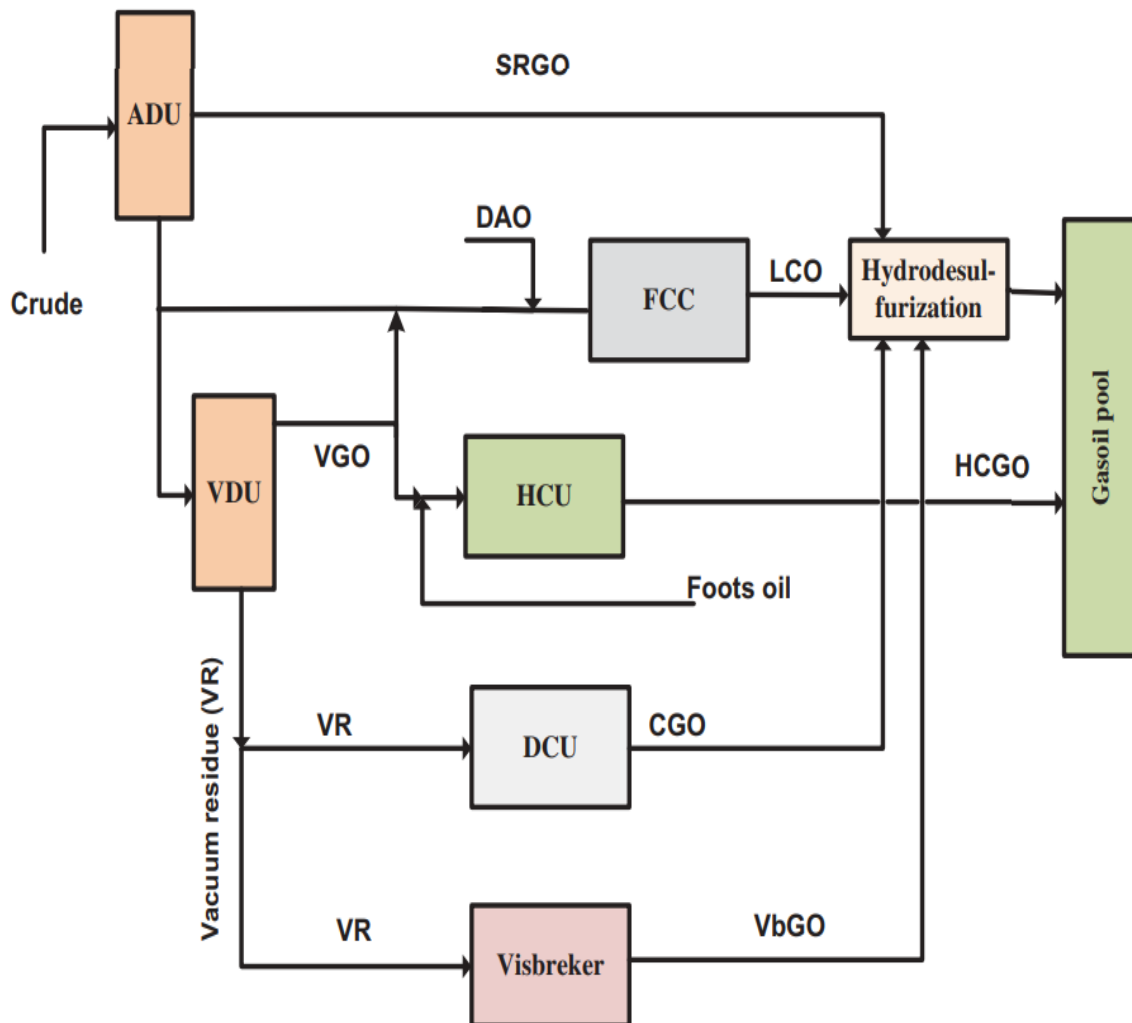 SRGO
ADU
DAO
Crude
FCC
LCO
Hydrodesul-
furization
VGO
VDU
HCU
HCGO
Gasoil pool
Foots oil
Vacuum residue (VR)
VR
DCU
CGO
VR
Visbreker
VbGO